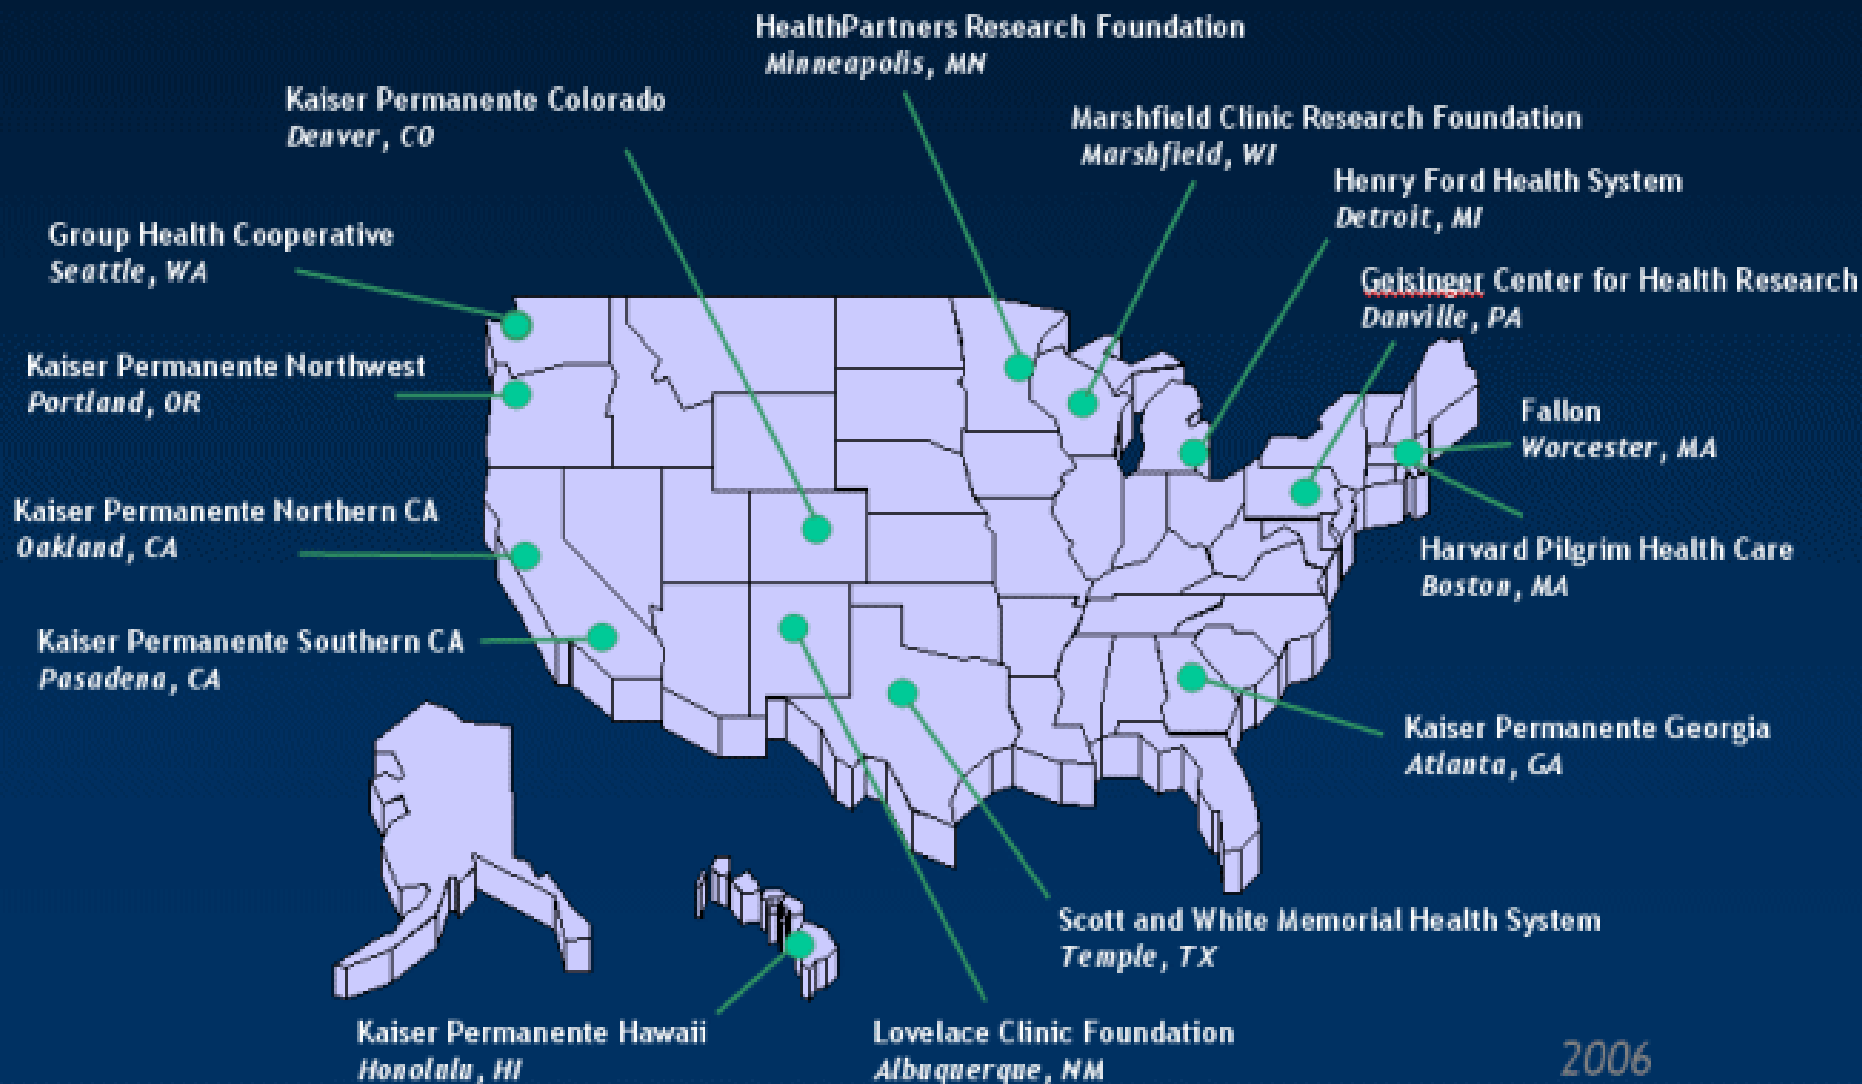 HealthPartners Research Foundation
Minneapolis, MN
Kaiser Permanente Colorado
Denver, CO
Marshfield Clinic Research Foundation
Marshfield, WI
Henry Ford Health System
Detroit, MI
Group Health Cooperative
Seattle, WA
Geisinger Center for Health Research
Danville, PA
Kaiser Permanente Northwest
Portland, OR
Fallon
Worcester, MA
Kaiser Permanente Northern CA
Oakland, CA
Harvard Pilgrim Health Care
Boston, MA
Kaiser Permanente Southern CA
Pasadena, CA
Kaiser Permanente Georgia
Atlanta, GA
Scott and White Memorial Health System
Temple, TX
Kaiser Permanente Hawaii
Honolulu, HI
Lovelace Clinic Foundation
Albuquerque, NM
2006